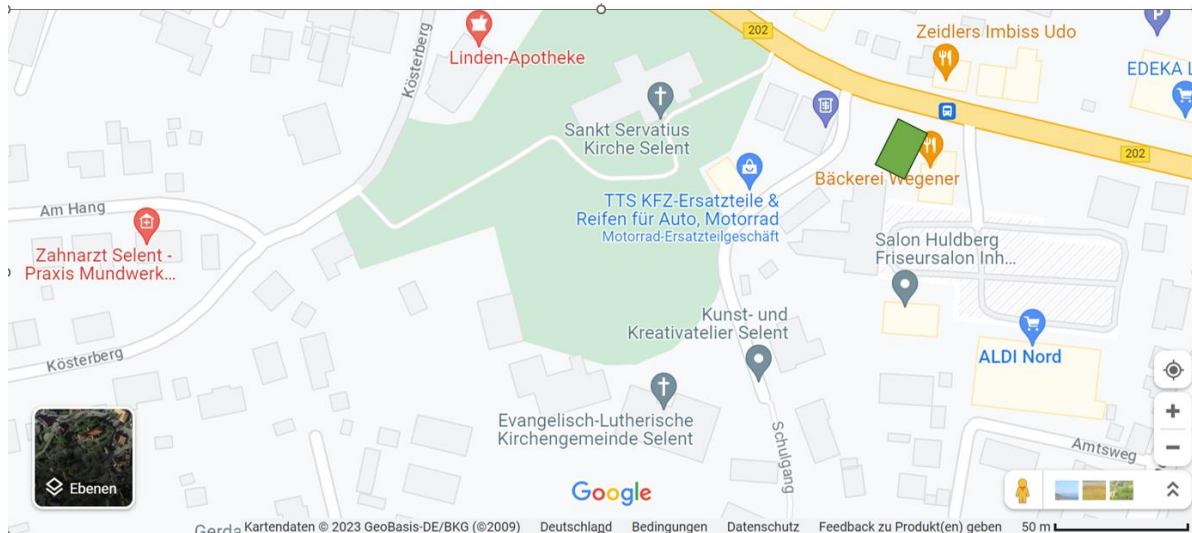 202
Zeidlers Imbiss Udo
Linden-Apotheke
Kösterberg
EDEKA L
P
Sankt Servatius
Kirche Selent
202
Bäckerei Wegener
TTS KFZ-Ersatzteile &
Reifen für Auto, Motorrad
Motorrad-Ersatzteilgeschäft
Am Hang
Zahnarzt Selent -
Praxis Mundwerk...
Salon Huldberg
Friseursalon Inh...
Kunst- und
Kreativatelier Selent
ALDI Nord
Kösterberg
Evangelisch-Lutherische
Kirchengemeinde Selent
Schulgang
Amtsweg
Ebenen
Google
Gerda
Kartendaten © 2023 GeoBasis-DE/BKG (©2009) Deutschland Bedingungen Datenschutz Feedback zu Produkt(en) geben 50 m